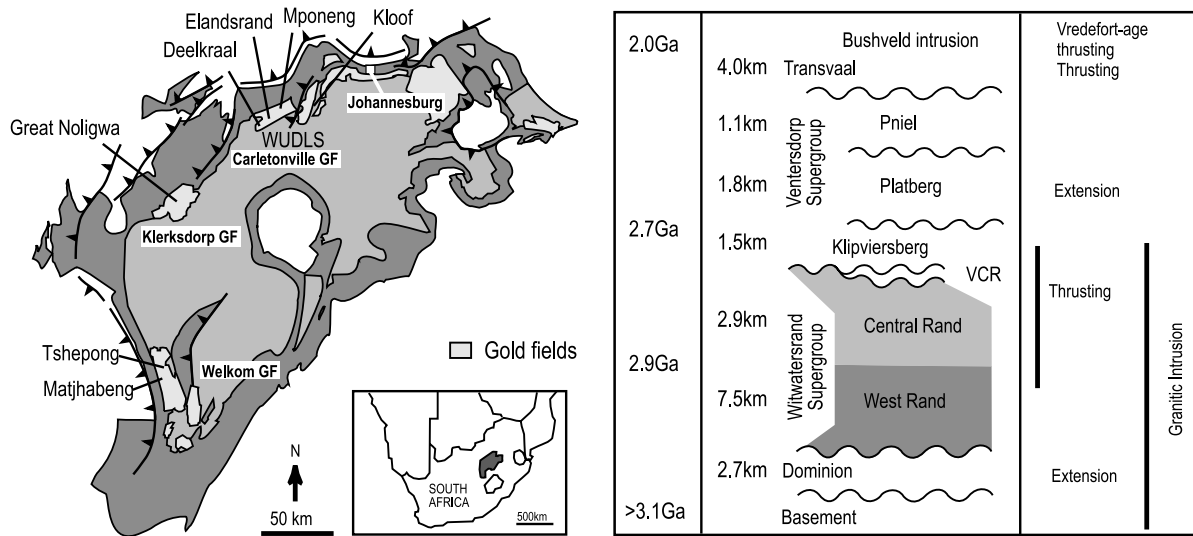 Elandsrand
Mponeng
Kloof
Deelkraal
Johannesburg
Great Noligwa
WUDLS
Carletonville GF
Klerksdorp GF
Tshepong
Welkom GF
Matjhabeng
Gold fields
N
50 km
SOUTH
AFRICA
500km
2.0Ga
2.7Ga
2.9Ga
>3.1Ga
Bushveld intrusion
4.0km
Transvaal
1.1km
Pniel
1.8km
Platberg
Ventersdorp
Supergroup
1.5km
Klipviersberg
VCR
2.9km
Central Rand
7.5km
West Rand
Witwatersrand
Supergroup
2.7km
Dominion
Basement
Vredefort-age
thrusting
Thrusting
Extension
Thrusting
Extension
Granitic Intrusion